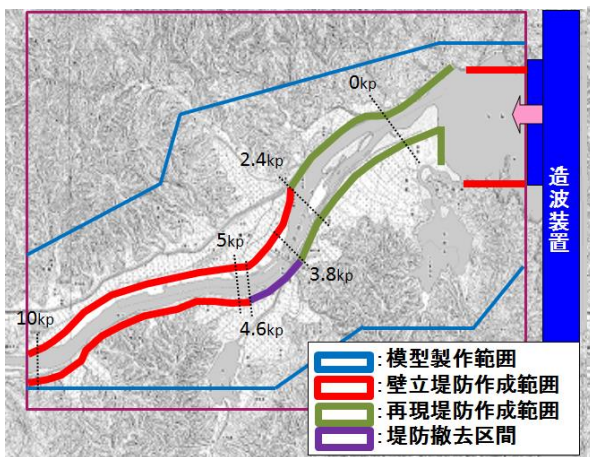 0kp
2.4kp
造波装置
5kp
3.8kp
10kp
4.6kp
:模型製作範囲
:壁立堤防作成範囲
:再現堤防作成範囲
:堤防撤去区間